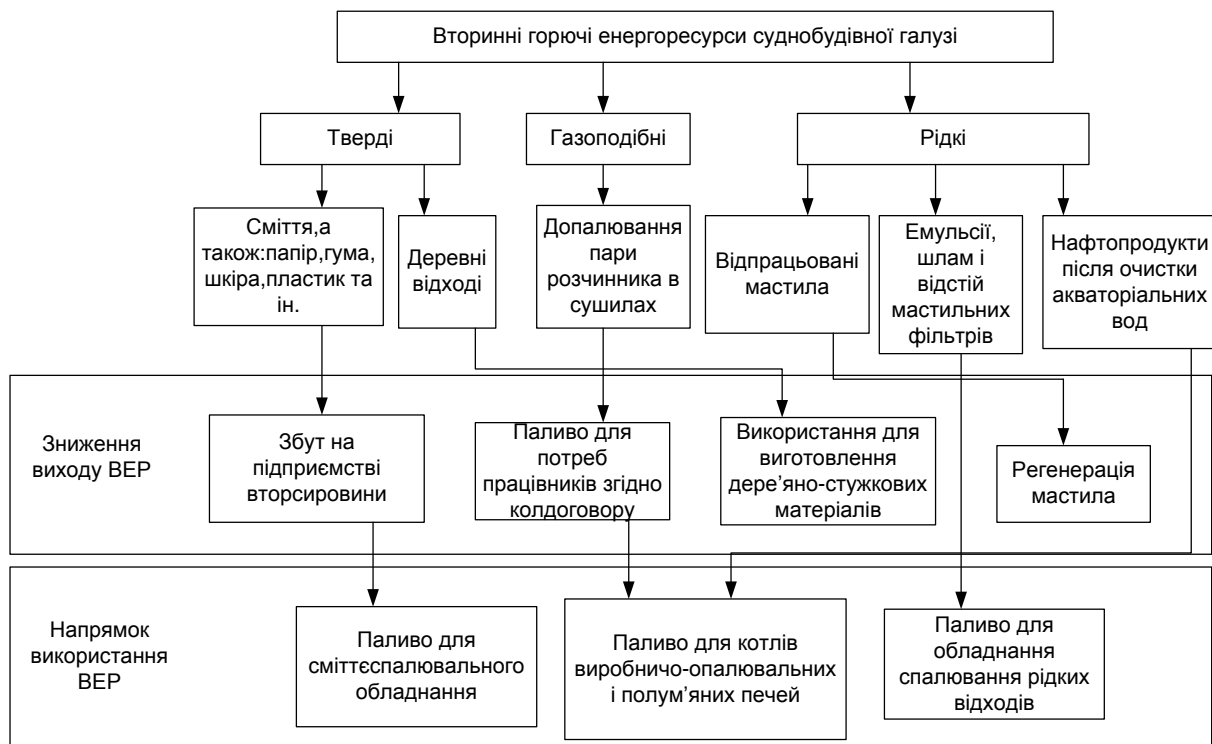 Вторинні горючі енергоресурси суднобудівної галузі
Тверді
Газоподібні
Рідкі
Сміття,а
також:папір,гума,
шкіра,пластик та
ін.
Деревні
відході
Допалювання
пари
розчинника в
сушилах
Відпрацьовані
мастила
Емульсії,
шлам і
відстій
мастильних
фільтрів
Нафтопродукти
після очистки
акваторіальних
вод
Зниження
виходу ВЕР
Збут на
підприємстві
вторсировини
Паливо для
потреб
працівників згідно
колдоговору
Використання для
виготовлення
дере’яно-стужкових
матеріалів
Регенерація
мастила
Напрямок
використання
ВЕР
Паливо для
сміттєспалювального
обладнання
Паливо для котлів
виробничо-опалювальних
і полум’яних печей
Паливо для
обладнання
спалювання рідких
відходів